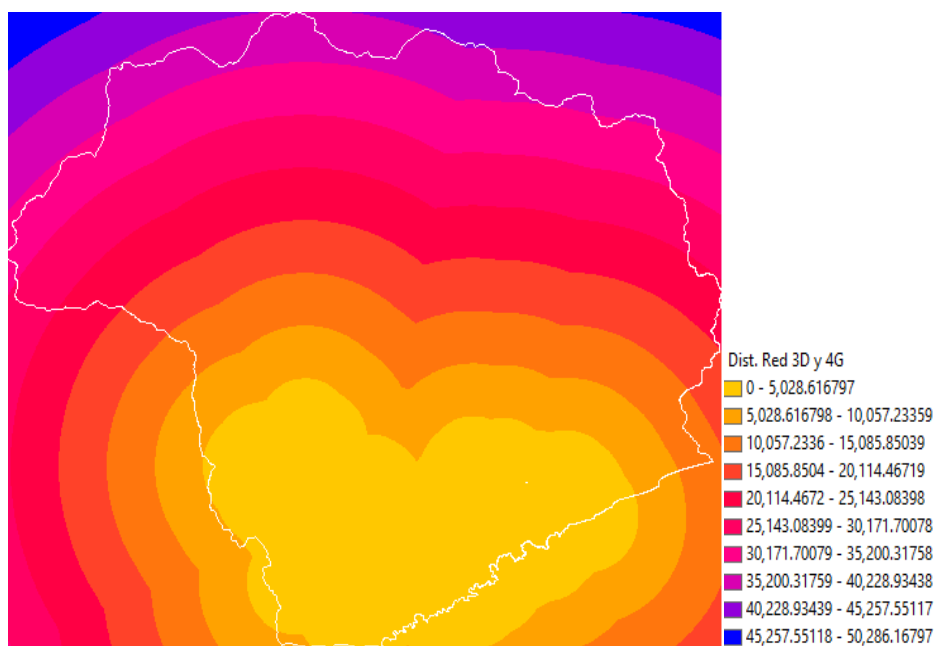 Dist. Red 3D y 4G
0 - 5,028.616797
5,028.616798 - 10,057.23359
10,057.2336 - 15,085.85039
15,085.8504 - 20,114.46719
20,114.4672 - 25,143.08398
25,143.08399 - 30,171.70078
30,171.70079 - 35,200.31758
35,200.31759 - 40,228.93438
40,228.93439 - 45,257.55117
45,257.55118 - 50,286.16797